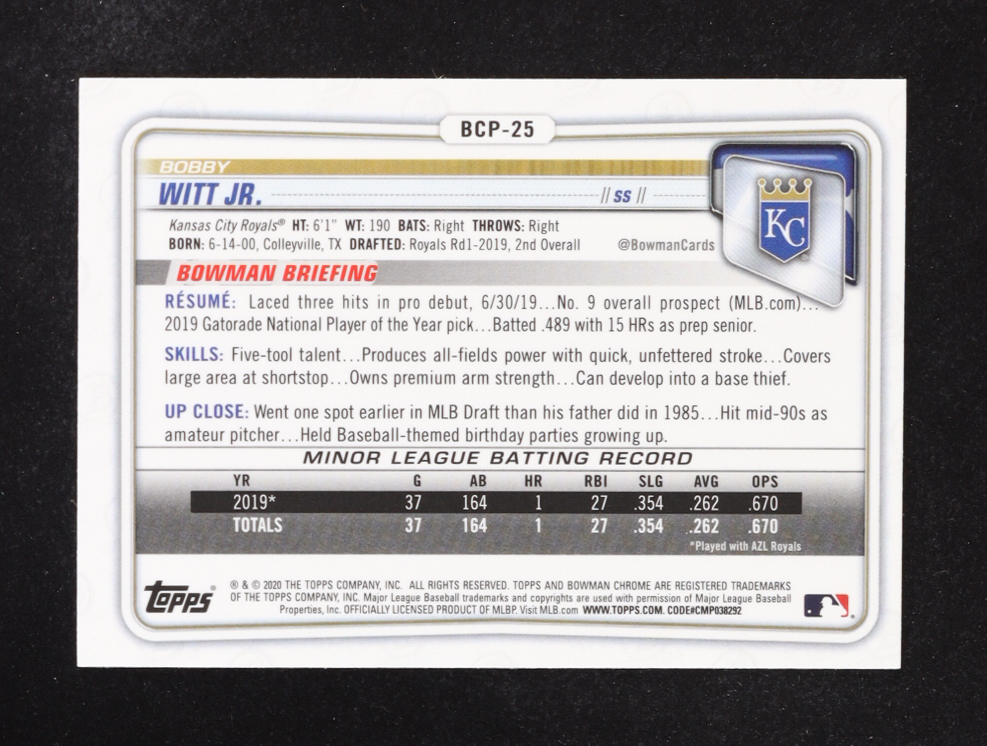 BCP-25
BOBBY
WITT JR. // SS //
Kansas City Royals® HT: 6'1" WT: 190 BATS: Right THROWS: Right
BORN: 6-14-00, Colleyville, TX DRAFTED: Royals Rd1-2019, 2nd Overall @BowmanCards
KC
BOWMAN BRIEFING
RÉSUMÉ: Laced three hits in pro debut, 6/30/19...No. 9 overall prospect (MLB.com)...
2019 Gatorade National Player of the Year pick...Batted .489 with 15 HRs as prep senior.
SKILLS: Five-tool talent...Produces all-fields power with quick, unfettered stroke...Covers
large area at shortstop...Owns premium arm strength...Can develop into a base thief.
UP CLOSE: Went one spot earlier in MLB Draft than his father did in 1985...Hit mid-90s as
amateur pitcher...Held Baseball-themed birthday parties growing up.
MINOR LEAGUE BATTING RECORD
YR G AB HR RBI SLG AVG OPS
2019* 37 164 1 27 .354 .262 .670
TOTALS 37 164 1 27 .354 .262 .670
*Played with AZL Royals
Topps®
® & © 2020 THE TOPPS COMPANY, INC. ALL RIGHTS RESERVED. TOPPS AND BOWMAN CHROME ARE REGISTERED TRADEMARKS
OF THE TOPPS COMPANY, INC. Major League Baseball trademarks and copyrights are used with permission of Major League Baseball
Properties, Inc. OFFICIALLY LICENSED PRODUCT OF MLBP. Visit MLB.com WWW.TOPPS.COM. CODE#CMP038292